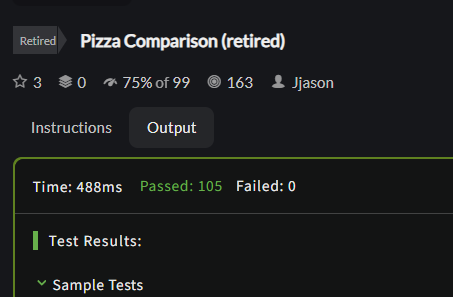 Retired Pizza Comparison (retired)
3 0 75% of 99 163 Jjason
Instructions Output
Time: 488ms Passed: 105 Failed: 0
Test Results:
Sample Tests